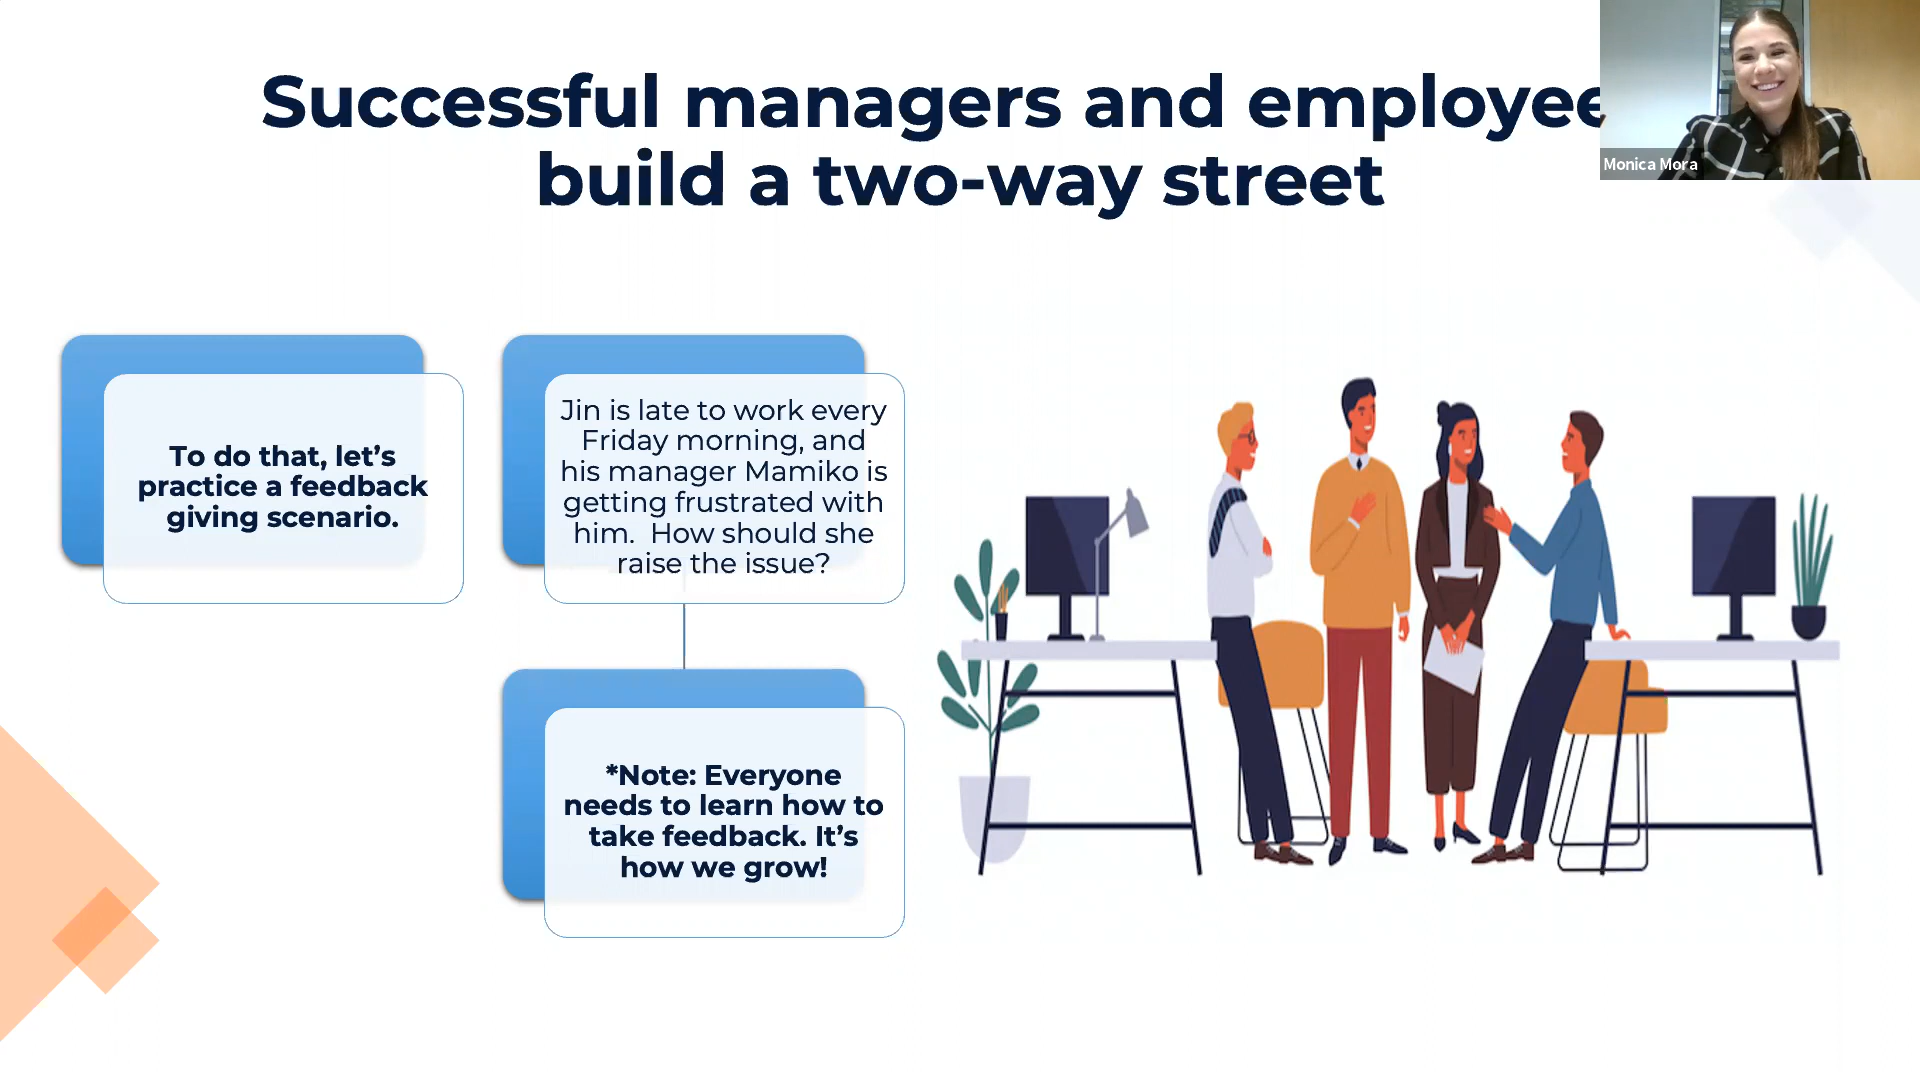 Successful managers and employee
build a two-way street
Monica Mora
To do that, let’s
practice a feedback
giving scenario.
Jin is late to work every
Friday morning, and
his manager Mamiko is
getting frustrated with
him.  How should she
raise the issue?
*Note: Everyone
needs to learn how to
take feedback. It’s
how we grow!